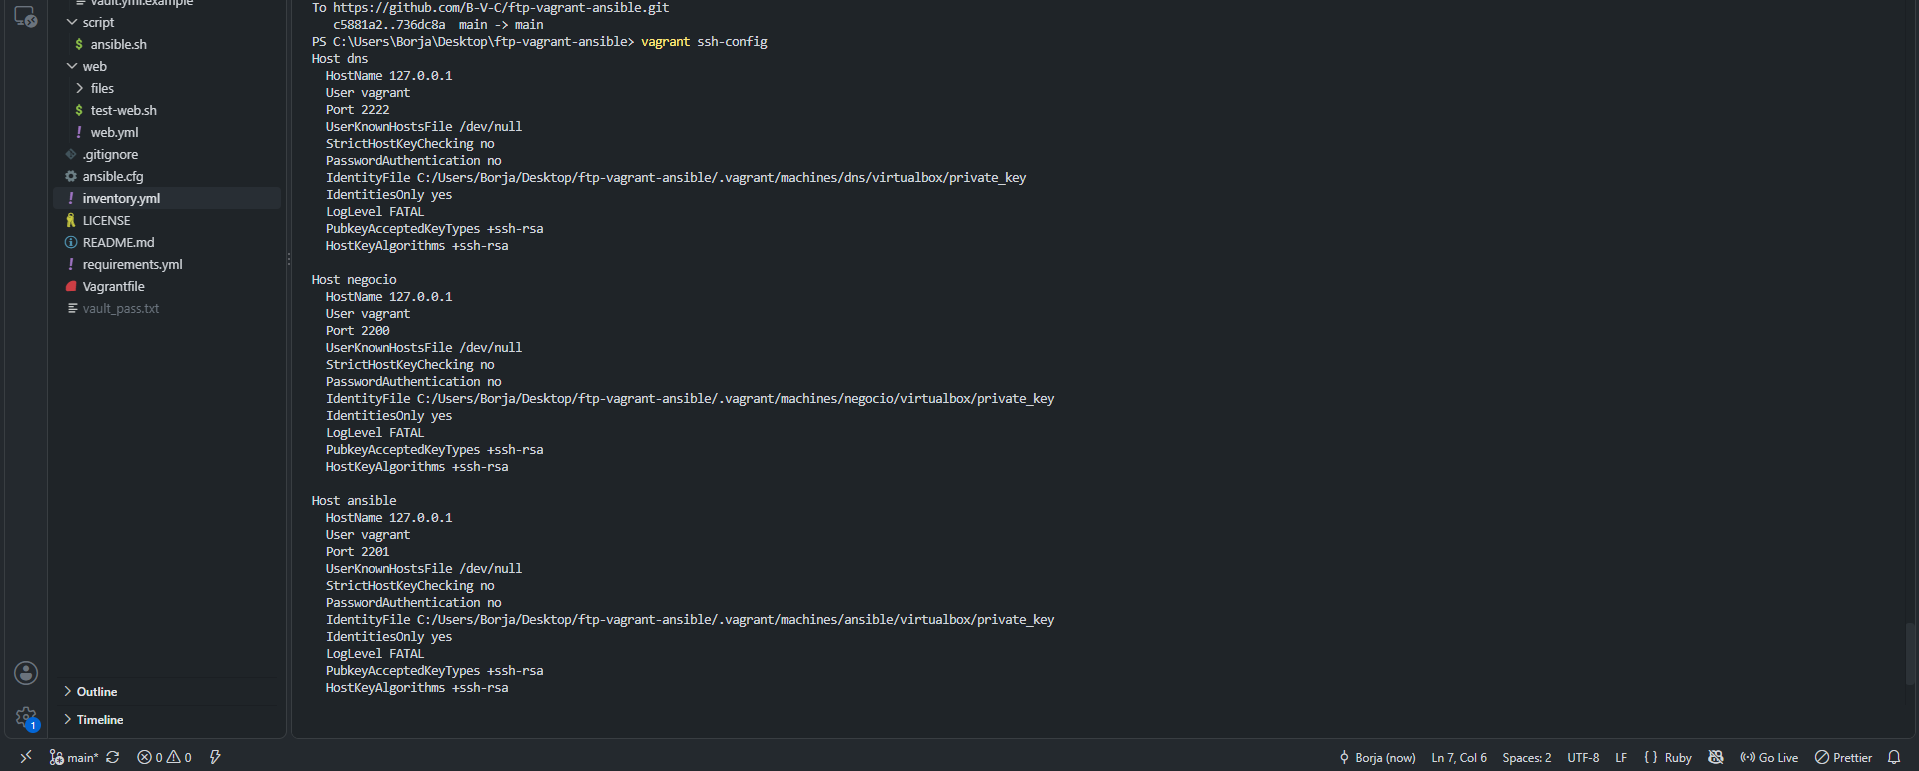 vault.yml.example
script
$ ansible.sh
web
files
$ test-web.sh
! web.yml
.gitignore
ansible.cfg
! inventory.yml
LICENSE
README.md
! requirements.yml
Vagrantfile
vault_pass.txt
Outline
Timeline
1
To https://github.com/B-V-C/ftp-vagrant-ansible.git
c5881a2..736dc8a main -> main
PS C:\Users\Borja\Desktop\ftp-vagrant-ansible> vagrant ssh-config
Host dns
HostName 127.0.0.1
User vagrant
Port 2222
UserKnownHostsFile /dev/null
StrictHostKeyChecking no
PasswordAuthentication no
IdentityFile C:/Users/Borja/Desktop/ftp-vagrant-ansible/.vagrant/machines/dns/virtualbox/private_key
IdentitiesOnly yes
LogLevel FATAL
PubkeyAcceptedKeyTypes +ssh-rsa
HostKeyAlgorithms +ssh-rsa
Host negocio
HostName 127.0.0.1
User vagrant
Port 2200
UserKnownHostsFile /dev/null
StrictHostKeyChecking no
PasswordAuthentication no
IdentityFile C:/Users/Borja/Desktop/ftp-vagrant-ansible/.vagrant/machines/negocio/virtualbox/private_key
IdentitiesOnly yes
LogLevel FATAL
PubkeyAcceptedKeyTypes +ssh-rsa
HostKeyAlgorithms +ssh-rsa
Host ansible
HostName 127.0.0.1
User vagrant
Port 2201
UserKnownHostsFile /dev/null
StrictHostKeyChecking no
PasswordAuthentication no
IdentityFile C:/Users/Borja/Desktop/ftp-vagrant-ansible/.vagrant/machines/ansible/virtualbox/private_key
IdentitiesOnly yes
LogLevel FATAL
PubkeyAcceptedKeyTypes +ssh-rsa
HostKeyAlgorithms +ssh-rsa
main* 0 0 Borja (now) Ln 7, Col 6 Spaces: 2 UTF-8 LF { } Ruby Go Live Prettier